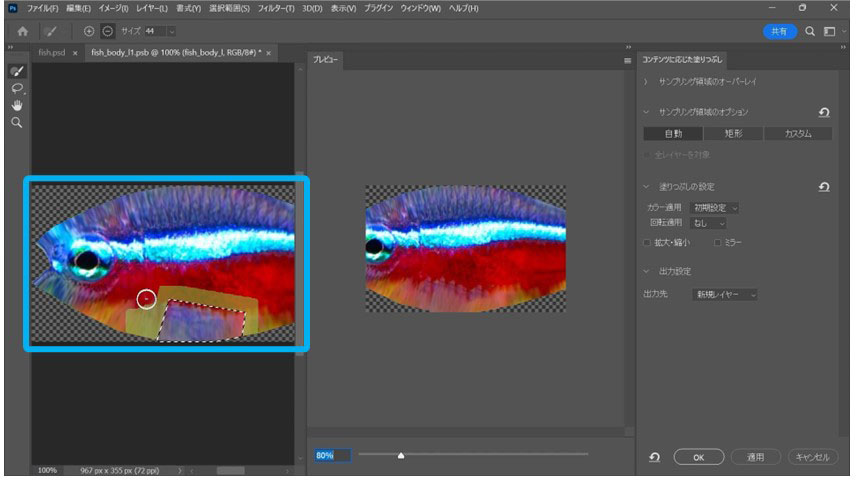 Ps ファイル(F) 編集(E) イメージ(I) レイヤー(L) 書式(Y) 選択範囲(S) フィルター(T) 3D(D) 表示(V) プラグイン ウィンドウ(W) ヘルプ(H)
サイズ: 44
共有
fish.psd × fish_body_l1.psb @ 100% (fish_body_l, RGB/8#) * ×
プレビュー
コンテンツに応じた塗りつぶし
サンプリング領域のオーバーレイ
サンプリング領域のオプション
自動 矩形 カスタム
全レイヤーを対象
塗りつぶしの設定
カラー適用 初期設定
回転適用 なし
拡大・縮小 ミラー
出力設定
出力先 新規レイヤー
80%
OK 適用 キャンセル
100% 967 px x 355 px (72 ppi)